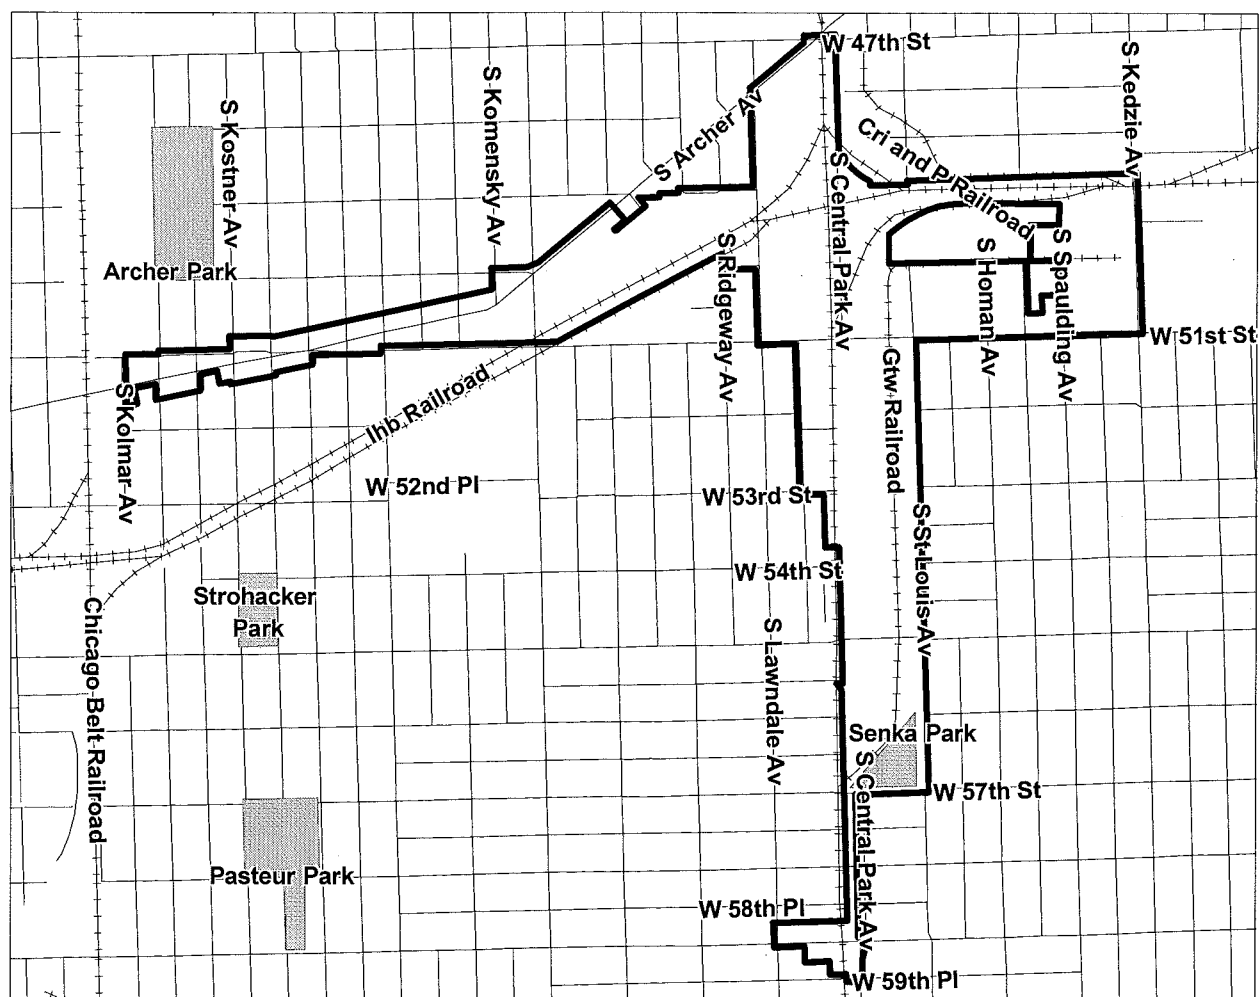 W 47th St
S Kedzie Av
S Komensky Av
S Kostner Av
S Archer Av
Cri and P Railroad
S Central Park Av
Archer Park
S Ridgeway Av
S Homan Av
S Spaulding Av
W 51st St
Gtw Railroad
S Kolmar Av
Ihb Railroad
W 52nd Pl
W 53rd St
S St Louis Av
W 54th St
Strohacker
Park
Chicago Belt Railroad
S Lawndale Av
Senka Park
S Central Park Av
W 57th St
Pasteur Park
W 58th Pl
W 59th Pl